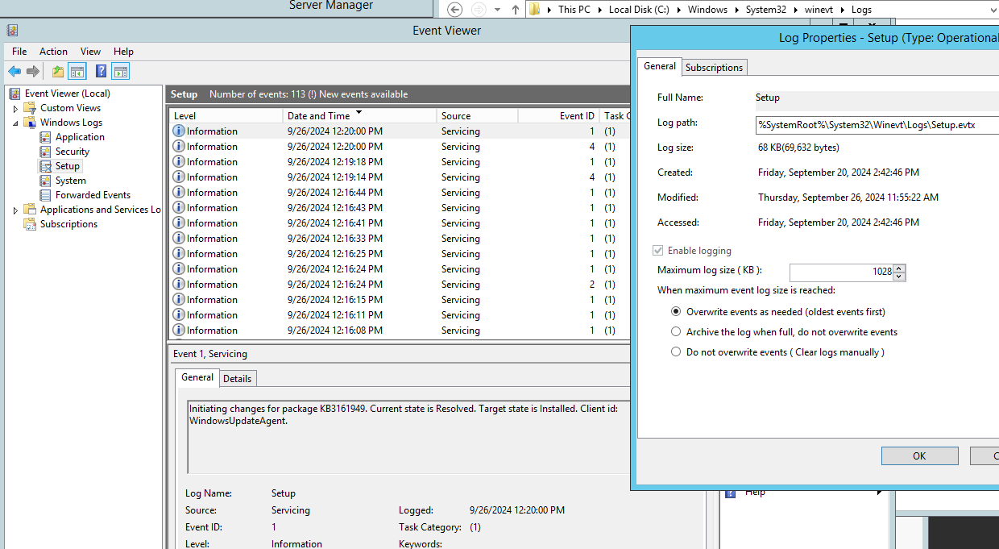 Server Manager
This PC Local Disk (C:) Windows System32 winevt Logs
Event Viewer
File Action View Help
Event Viewer (Local)
Custom Views
Windows Logs
Application
Security
Setup
System
Forwarded Events
Applications and Services Lo
Subscriptions
Setup Number of events: 113 (!) New events available
Level Date and Time Source Event ID Task C
Information 9/26/2024 12:20:00 PM Servicing 1 (1)
Information 9/26/2024 12:20:00 PM Servicing 4 (1)
Information 9/26/2024 12:19:18 PM Servicing 1 (1)
Information 9/26/2024 12:19:14 PM Servicing 4 (1)
Information 9/26/2024 12:16:44 PM Servicing 1 (1)
Information 9/26/2024 12:16:43 PM Servicing 1 (1)
Information 9/26/2024 12:16:41 PM Servicing 1 (1)
Information 9/26/2024 12:16:33 PM Servicing 1 (1)
Information 9/26/2024 12:16:25 PM Servicing 1 (1)
Information 9/26/2024 12:16:24 PM Servicing 1 (1)
Information 9/26/2024 12:16:24 PM Servicing 2 (1)
Information 9/26/2024 12:16:15 PM Servicing 1 (1)
Information 9/26/2024 12:16:11 PM Servicing 1 (1)
Information 9/26/2024 12:16:08 PM Servicing 1 (1)
Event 1, Servicing
General Details
Initiating changes for package KB3161949. Current state is Resolved. Target state is Installed. Client id:
WindowsUpdateAgent.
Log Name: Setup
Source: Servicing Logged: 9/26/2024 12:20:00 PM
Event ID: 1 Task Category: (1)
Level: Information Keywords:
Log Properties - Setup (Type: Operational
General Subscriptions
Full Name: Setup
Log path: %SystemRoot%\System32\Winevt\Logs\Setup.evtx
Log size: 68 KB(69,632 bytes)
Created: Friday, September 20, 2024 2:42:46 PM
Modified: Thursday, September 26, 2024 11:55:22 AM
Accessed: Friday, September 20, 2024 2:42:46 PM
Enable logging
Maximum log size ( KB ): 1028
When maximum event log size is reached:
Overwrite events as needed (oldest events first)
Archive the log when full, do not overwrite events
Do not overwrite events ( Clear logs manually )
OK C
Help